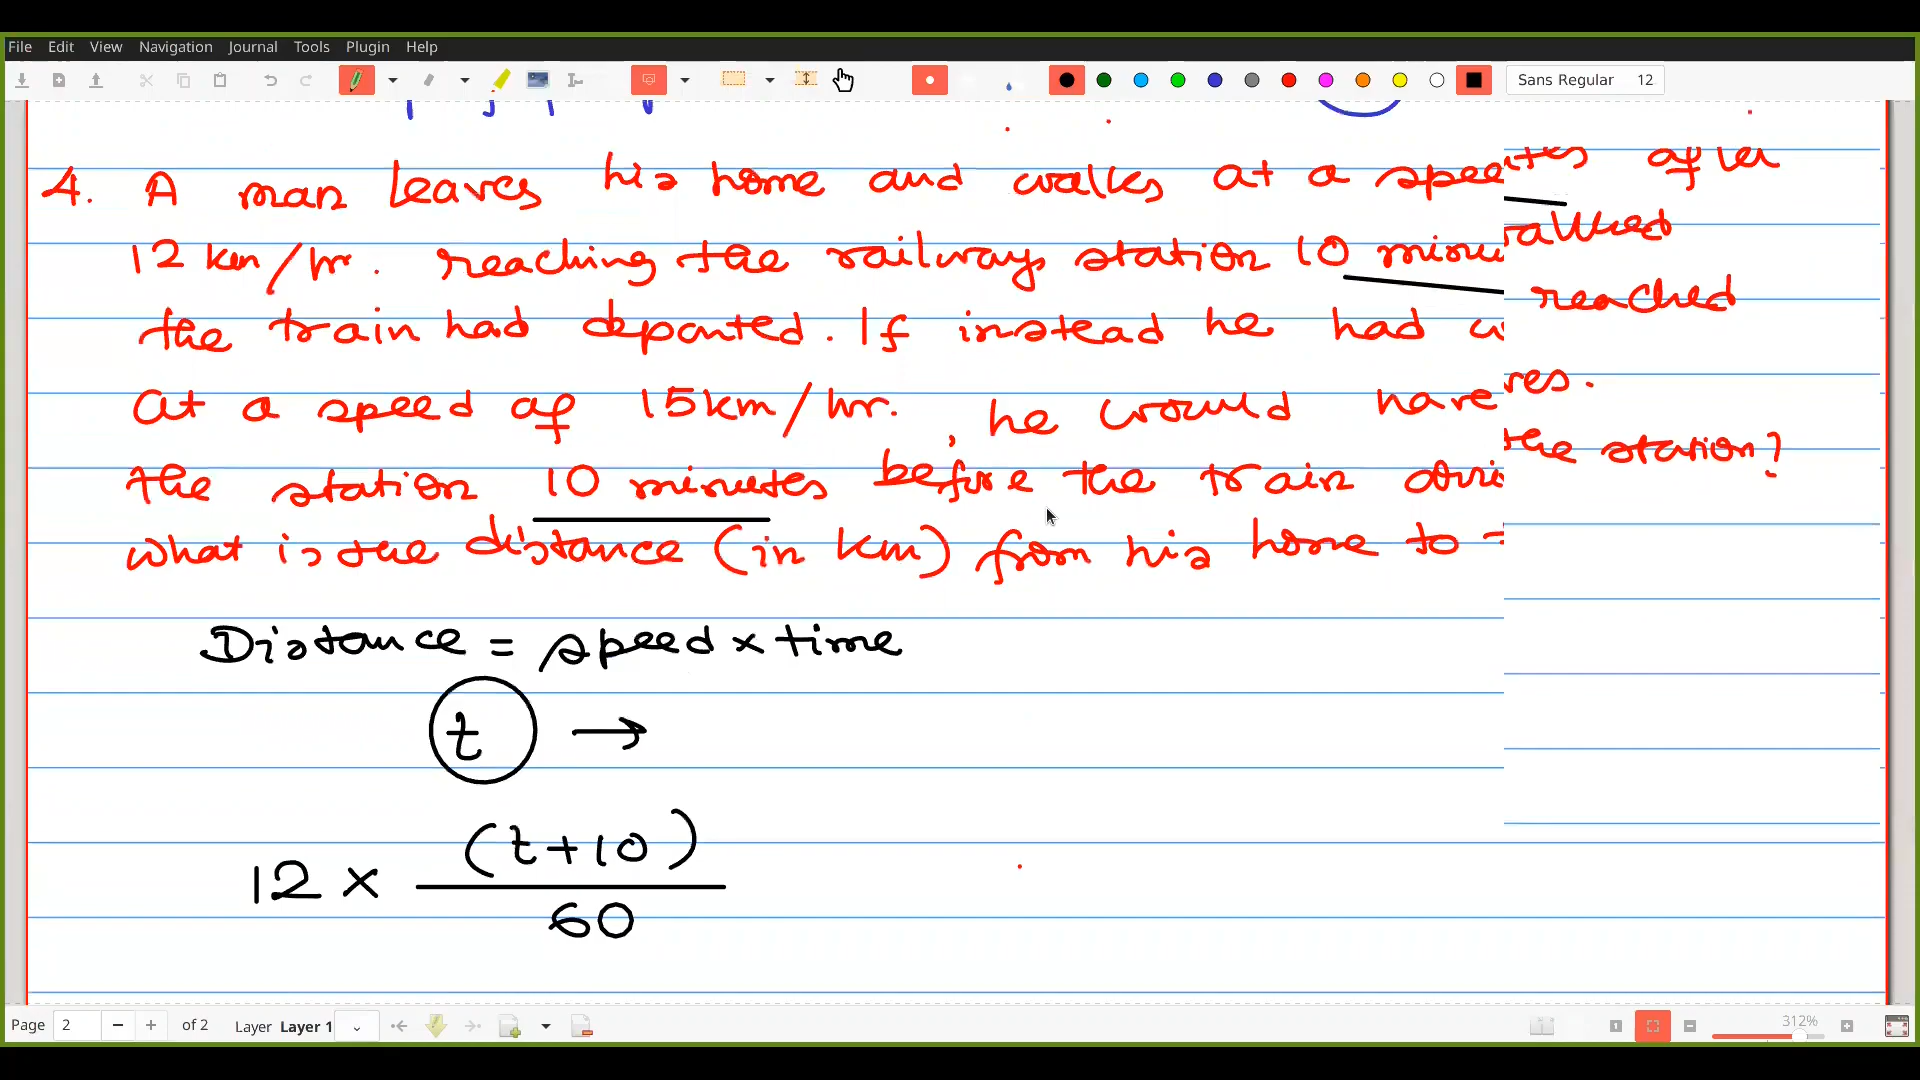 File Edit View Navigation Journal Tools Plugin Help
Sans Regular 12
4. A man leaves his home and walks at a spee
ites after
12 km/hr. reaching the railway station 10 minu
alked
the train had departed. If instead he had w
reached
at a speed of 15km/hr. , he would have
res.
the station 10 minutes before the train
the station?
what is the distance (in km) from his home to
Distance = speed x time
t →
12 × (t+10)
60
Page 2 − + of 2 Layer Layer 1
312%